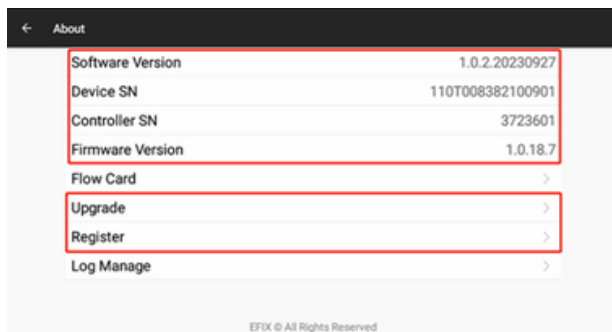 About
Software Version 1.0.2.20230927
Device SN 110T008382100901
Controller SN 3723601
Firmware Version 1.0.18.7
Flow Card
Upgrade
Register
Log Manage
EFIX © All Rights Reserved